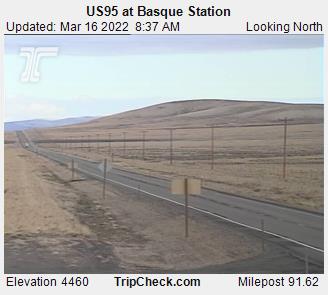 US95 at Basque Station
Updated: Mar 16 2022 8:37 AM Looking North
Elevation 4460 TripCheck.com Milepost 91.62